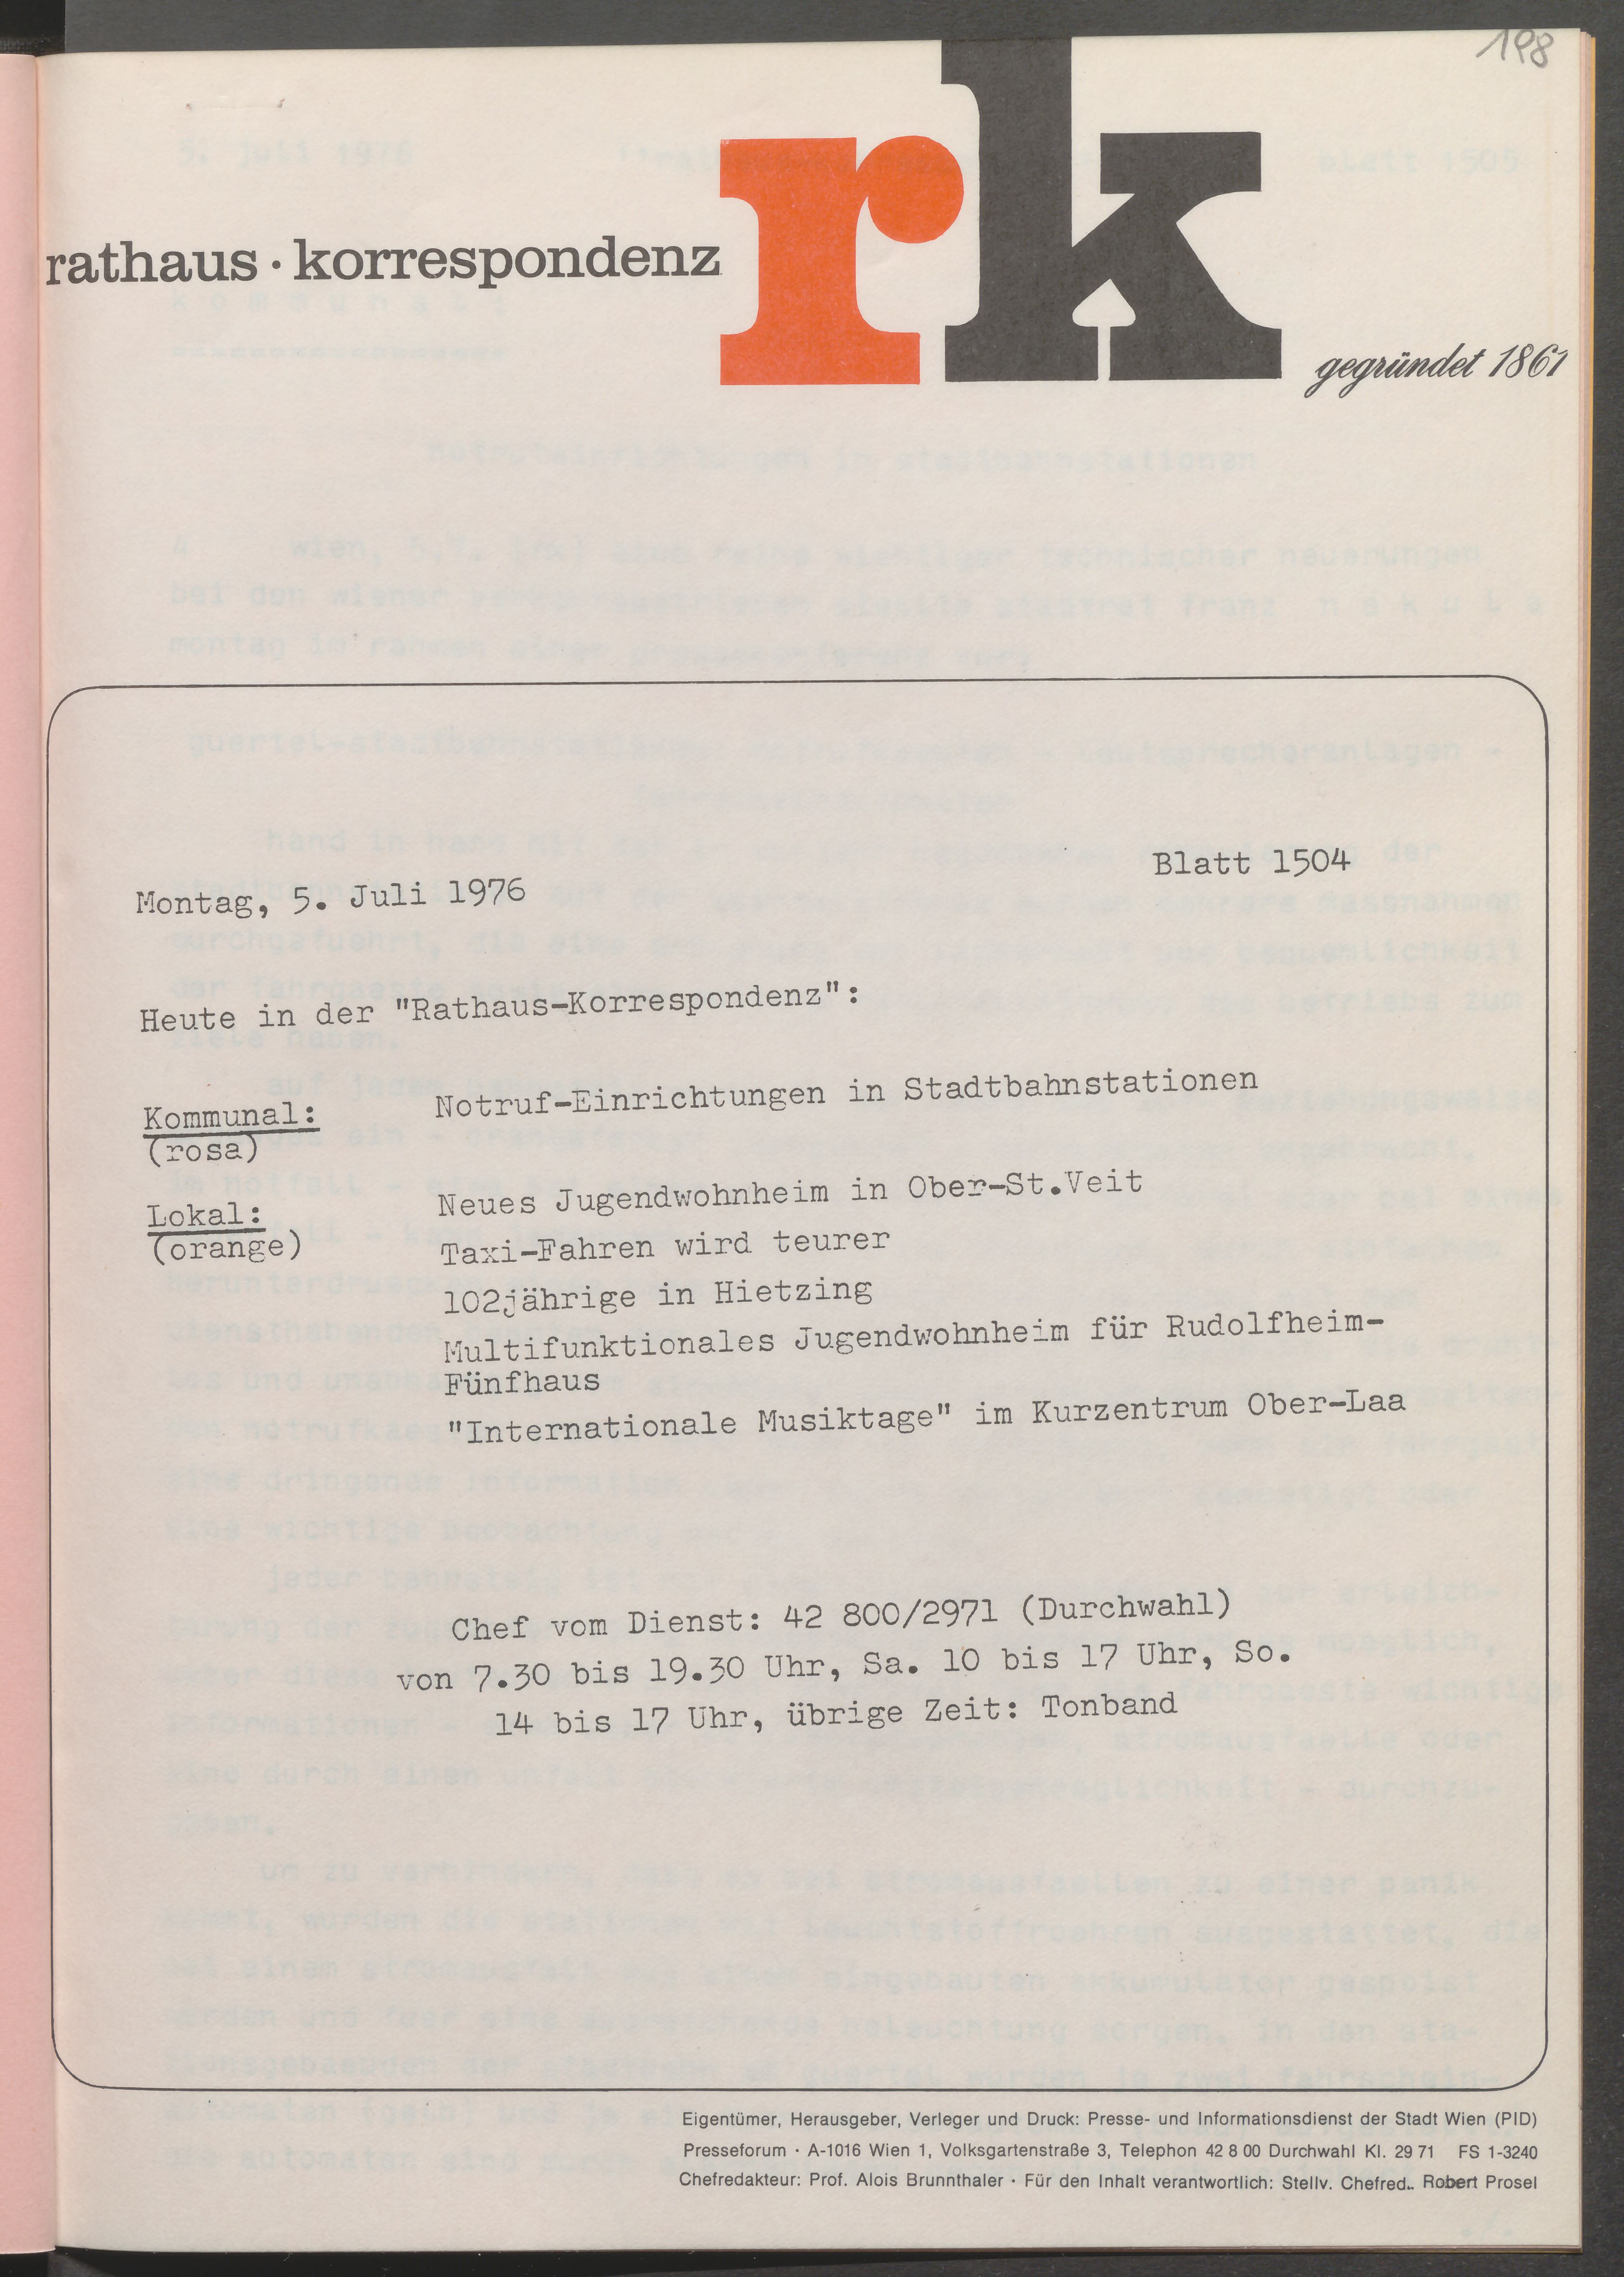 198
rk
rathaus · korrespondenz
gegründet 1861
Blatt 1504
Montag, 5. Juli 1976
Heute in der "Rathaus-Korrespondenz":
Kommunal: Notruf-Einrichtungen in Stadtbahnstationen
(rosa)
Lokal: Neues Jugendwohnheim in Ober-St.Veit
(orange) Taxi-Fahren wird teurer
102jährige in Hietzing
Multifunktionales Jugendwohnheim für Rudolfheim-
Fünfhaus
"Internationale Musiktage" im Kurzentrum Ober-Laa
Chef vom Dienst: 42 800/2971 (Durchwahl)
von 7.30 bis 19.30 Uhr, Sa. 10 bis 17 Uhr, So.
14 bis 17 Uhr, übrige Zeit: Tonband
Eigentümer, Herausgeber, Verleger und Druck: Presse- und Informationsdienst der Stadt Wien (PID)
Presseforum · A-1016 Wien 1, Volksgartenstraße 3, Telephon 42 8 00 Durchwahl Kl. 29 71 FS 1-3240
Chefredakteur: Prof. Alois Brunnthaler · Für den Inhalt verantwortlich: Stellv. Chefred.. Robert Prosel